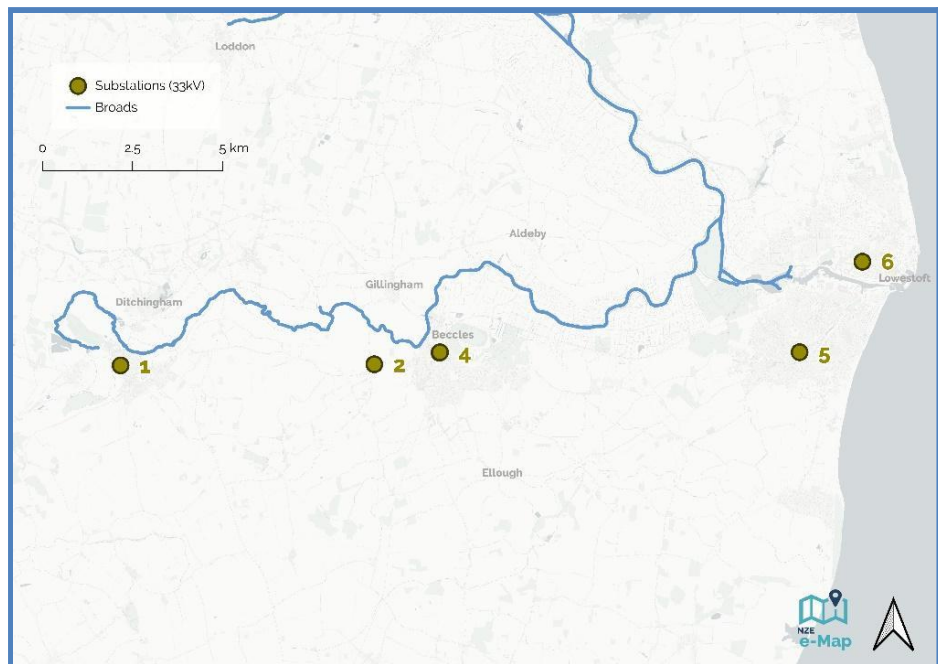 Loddon
Substations (33kV)
Broads
0 2.5 5 km
Aldeby
6
Gillingham
Lowestoft
Ditchingham
Beccles
1
2
4
5
Ellough
NZE
e-Map